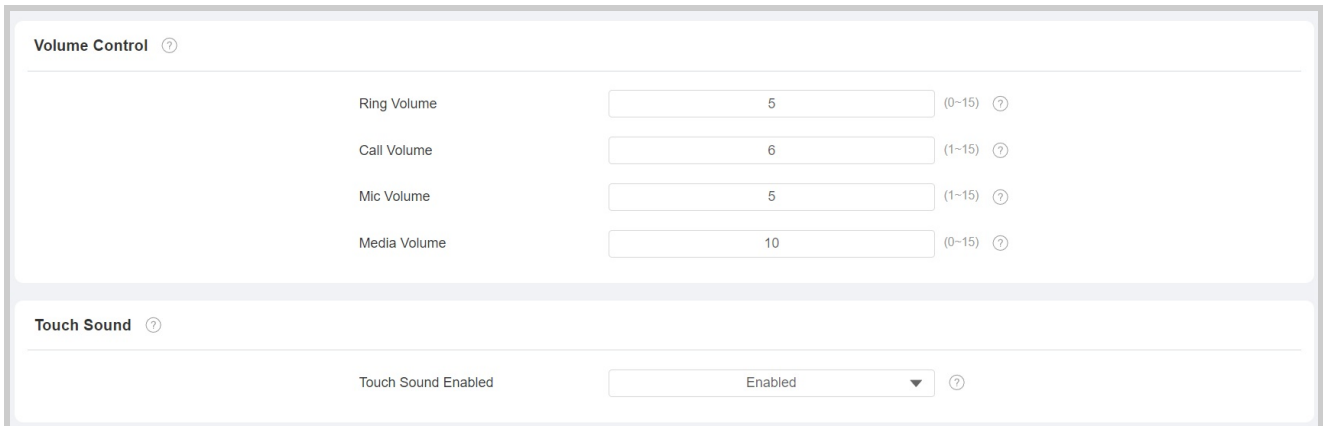 Volume Control ?
Ring Volume 5 (0~15) ?
Call Volume 6 (1~15) ?
Mic Volume 5 (1~15) ?
Media Volume 10 (0~15) ?
Touch Sound ?
Touch Sound Enabled Enabled ?